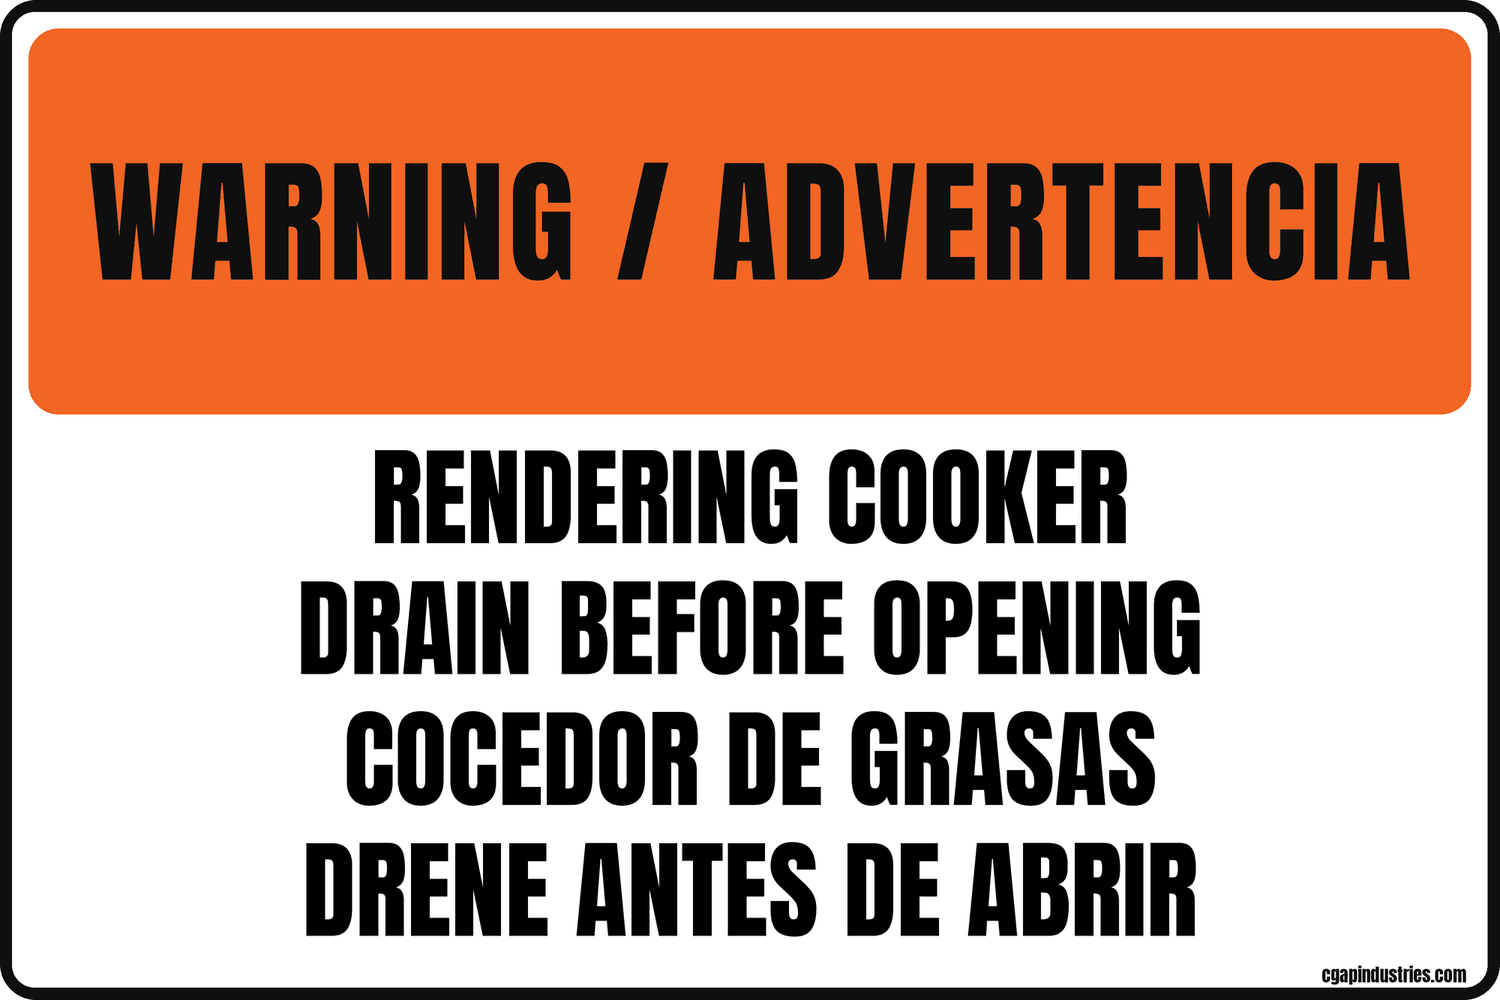 WARNING / ADVERTENCIA
RENDERING COOKER
DRAIN BEFORE OPENING
COCEDOR DE GRASAS
DRENE ANTES DE ABRIR
cgapindustries.com